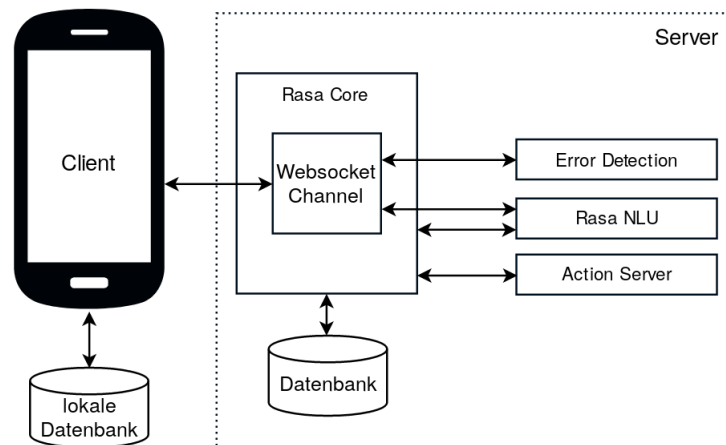 Server
Rasa Core
Client
Websocket
Channel
Error Detection
Rasa NLU
Action Server
Datenbank
lokale
Datenbank